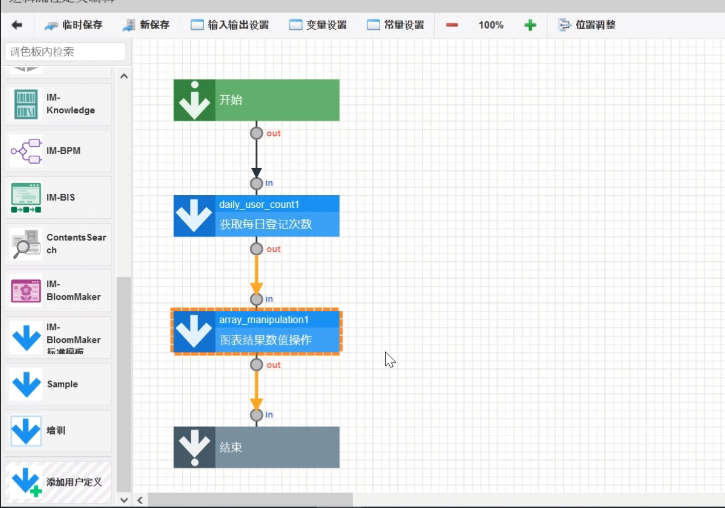 临时保存
新保存
输入输出设置
变量设置
常量设置
100%
位置调整
调色板内检索
IM-
Knowledge
IM-BPM
IM-BIS
ContentsSear
ch
IM-
BloomMaker
IM-
BloomMaker
标准模板
Sample
培训
添加用户定义
开始
out
in
daily_user_count1
获取每日登记次数
out
in
array_manipulation1
图表结果数值操作
out
in
结束